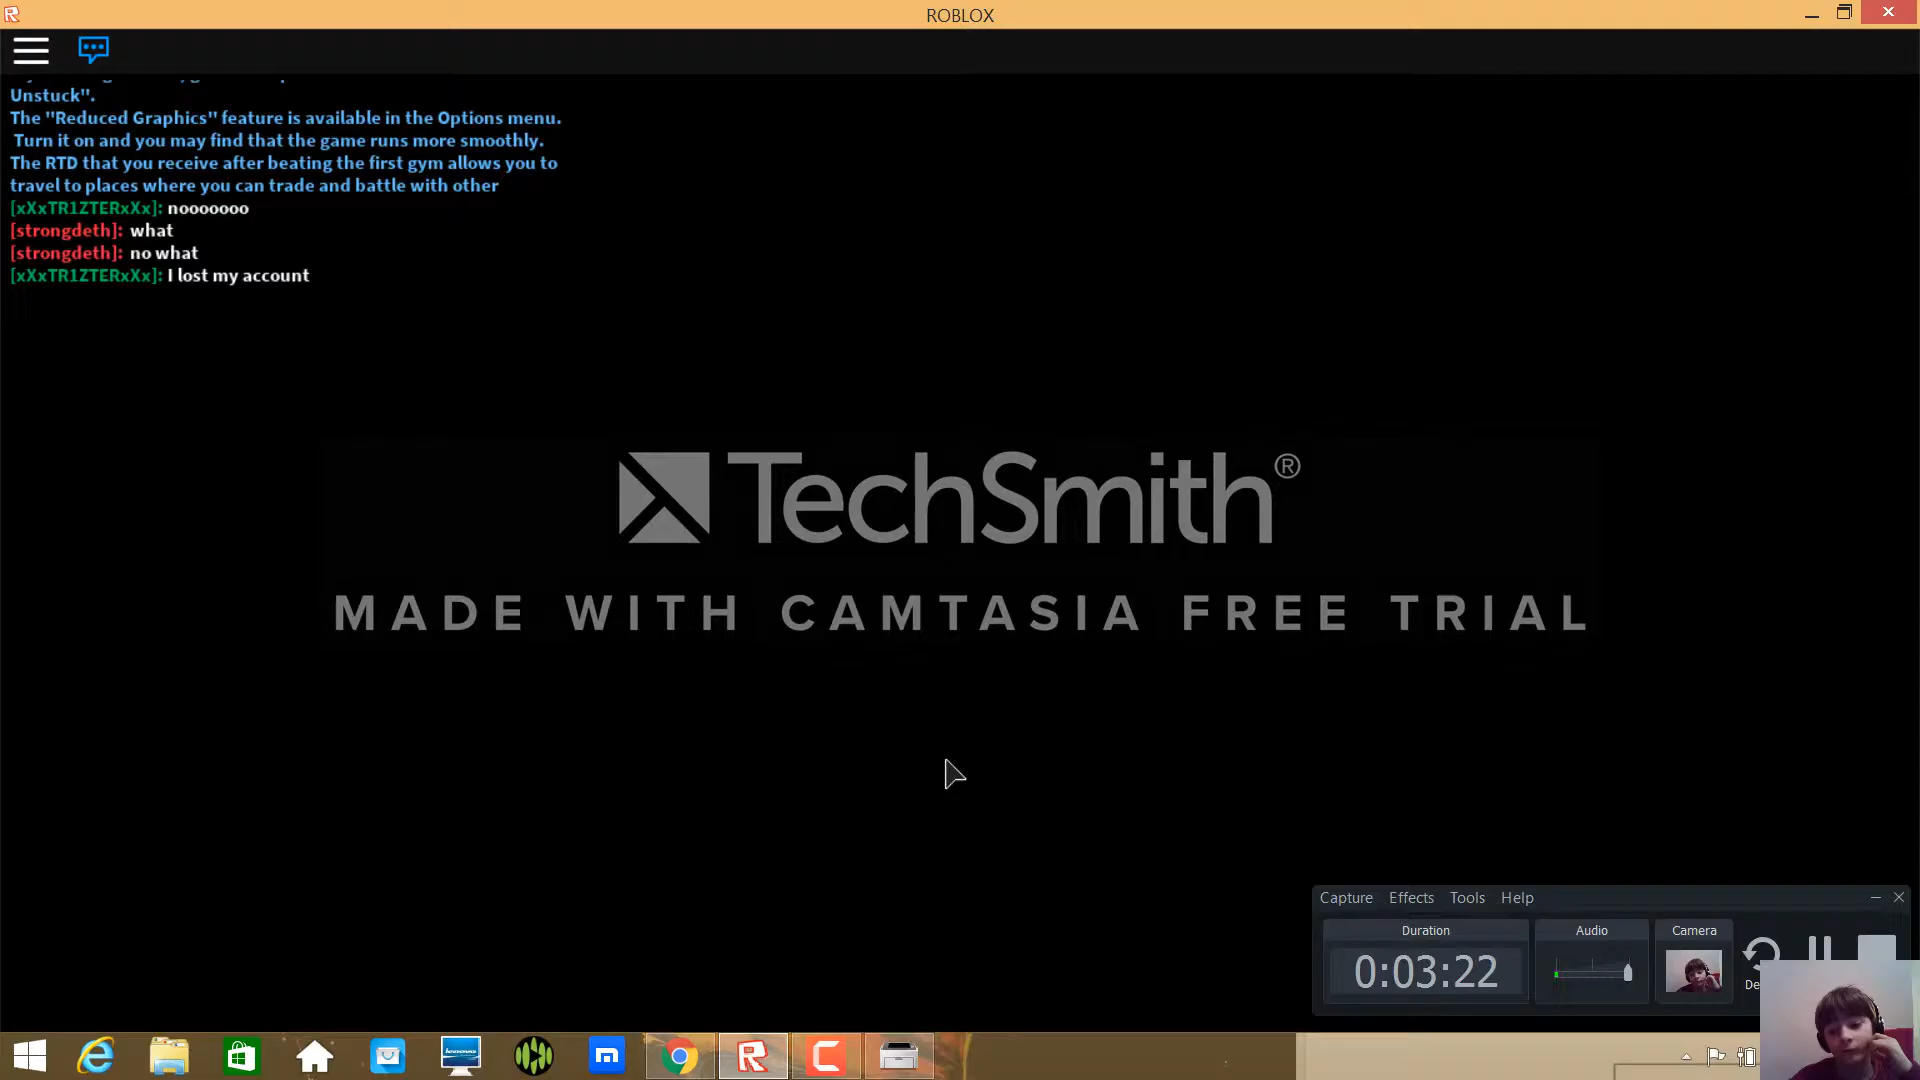 ROBLOX
Unstuck".
The "Reduced Graphics" feature is available in the Options menu.
Turn it on and you may find that the game runs more smoothly.
The RTD that you receive after beating the first gym allows you to
travel to places where you can trade and battle with other
[xXxTR1ZTERxXx]: nooooooo
[strongdeth]: what
[strongdeth]: no what
[xXxTR1ZTERxXx]: I lost my account
TechSmith®
MADE WITH CAMTASIA FREE TRIAL
Capture Effects Tools Help
Duration Audio Camera
0:03:22
lenovo
m